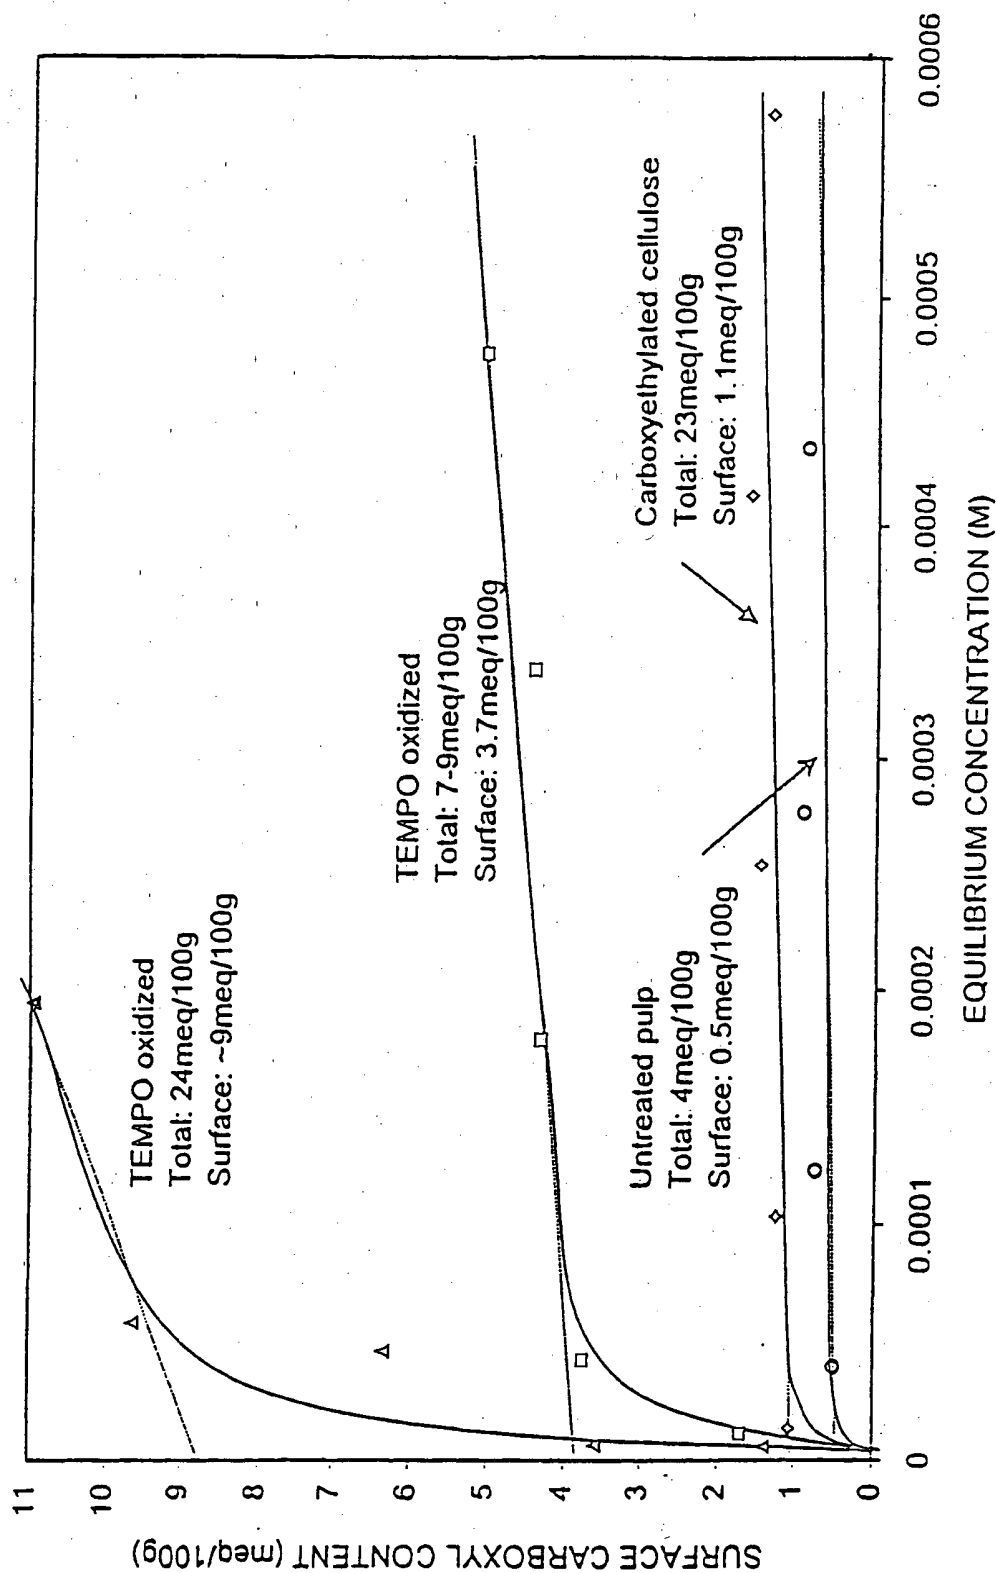 SURFACE CARBOXYL CONTENT (meq/100g)
11
10
9
8
7
6
5
4
3
2
1
0
TEMPO oxidized
Total: 24meq/100g
Surface: ~9meq/100g
TEMPO oxidized
Total: 7-9meq/100g
Surface: 3.7meq/100g
Untreated pulp
Total: 4meq/100g
Surface: 0.5meq/100g
Carboxyethylated cellulose
Total: 23meq/100g
Surface: 1.1meq/100g
0
0.0001
0.0002
0.0003
0.0004
0.0005
0.0006
EQUILIBRIUM CONCENTRATION (M)